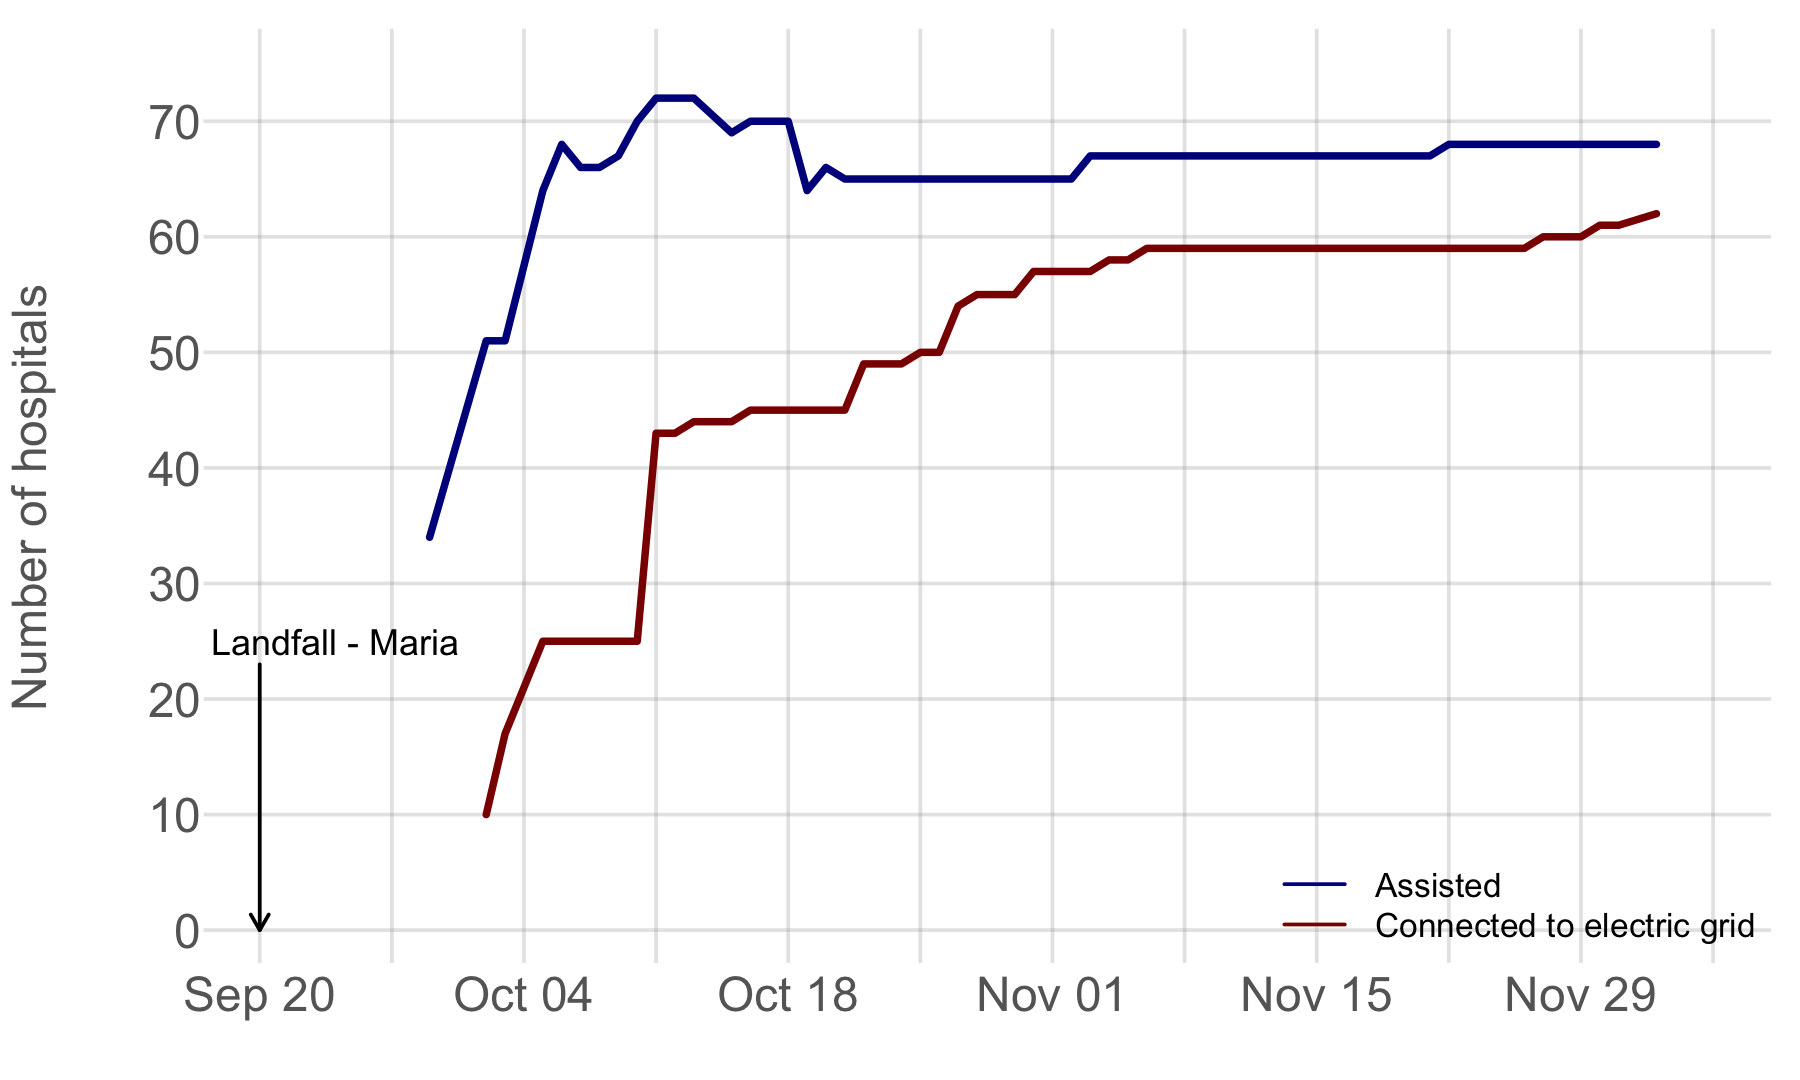 Number of hospitals
70
60
50
40
30
20
10
0
Landfall - Maria
Assisted
Connected to electric grid
Sep 20
Oct 04
Oct 18
Nov 01
Nov 15
Nov 29